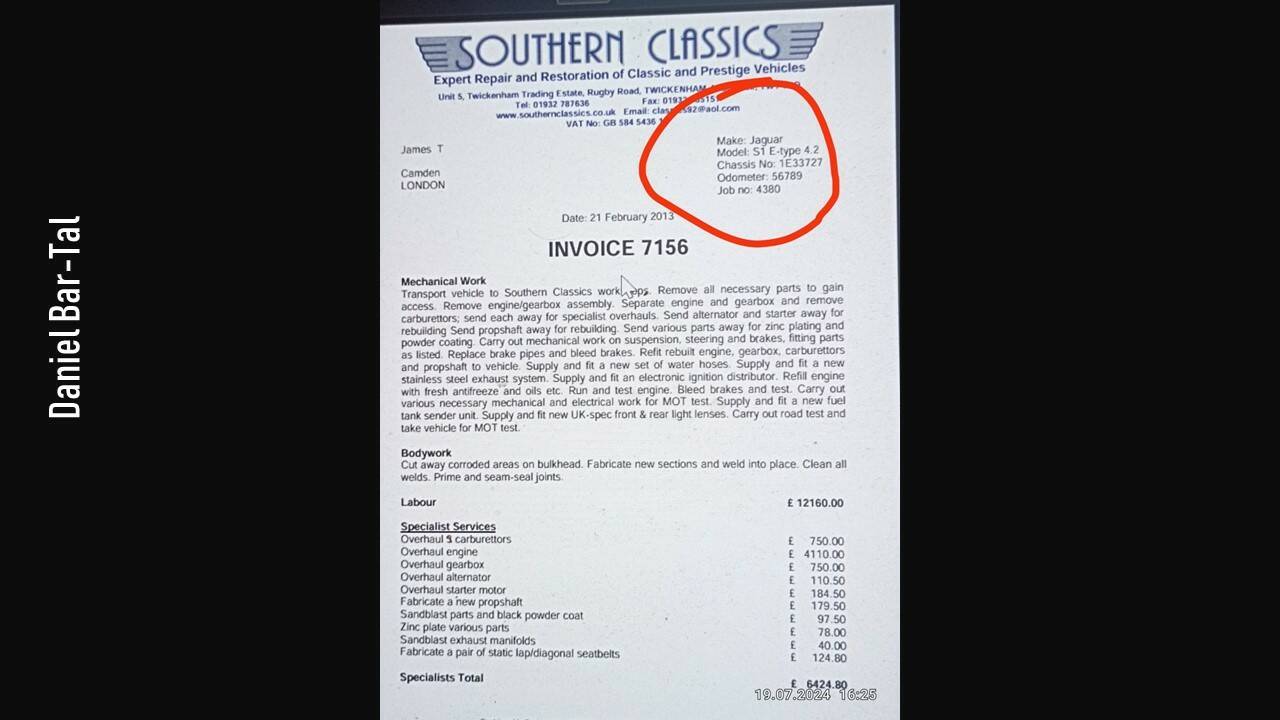 Daniel Bar-Tal
SOUTHERN CLASSICS
Expert Repair and Restoration of Classic and Prestige Vehicles
Unit 5, Twickenham Trading Estate, Rugby Road, TWICKENHAM
Tel: 01932 787636 Fax:
www.southernclassics.co.uk Email:
VAT No: GB 584 5436
James T
Camden
LONDON
Make: Jaguar
Model: S1 E-type 4.2
Chassis No: 1E33727
Odometer: 56789
Job no: 4380
Date: 21 February 2013
INVOICE 7156
Mechanical Work
Transport vehicle to Southern Classics Remove all necessary parts to gain
access. Remove engine/gearbox assembly. Separate engine and gearbox and remove
carburettors; send each away for specialist overhauls. Send alternator and starter away for
rebuilding Send propshaft away for rebuilding. Send various parts away for zinc plating and
powder coating. Carry out mechanical work on suspension, steering and brakes, fitting parts
as listed. Replace brake pipes and bleed brakes. Refit rebuilt engine, gearbox, carburettors
and propshaft to vehicle. Supply and fit a new set of water hoses. Supply and fit a new
stainless steel exhaust system. Supply and fit an electronic ignition distributor. Refill engine
with fresh antifreeze and oils etc. Run and test engine. Bleed brakes and test. Carry out
various necessary mechanical and electrical work for MOT test. Supply and fit a new fuel
tank sender unit. Supply and fit new UK-spec front & rear light lenses. Carry out road test and
take vehicle for MOT test.
Bodywork
Cut away corroded areas on bulkhead. Fabricate new sections and weld into place. Clean all
welds. Prime and seam-seal joints.
Labour £ 12160.00
Specialist Services
Overhaul 3 carburettors £ 750.00
Overhaul engine £ 4110.00
Overhaul gearbox £ 750.00
Overhaul alternator £ 110.50
Overhaul starter motor £ 184.50
Fabricate a new propshaft £ 179.50
Sandblast parts and black powder coat £ 97.50
Zinc plate various parts £ 78.00
Sandblast exhaust manifolds £ 40.00
Fabricate a pair of static lap/diagonal seatbelts £ 124.80
Specialists Total £ 6424.80
19.07.2024 16:25